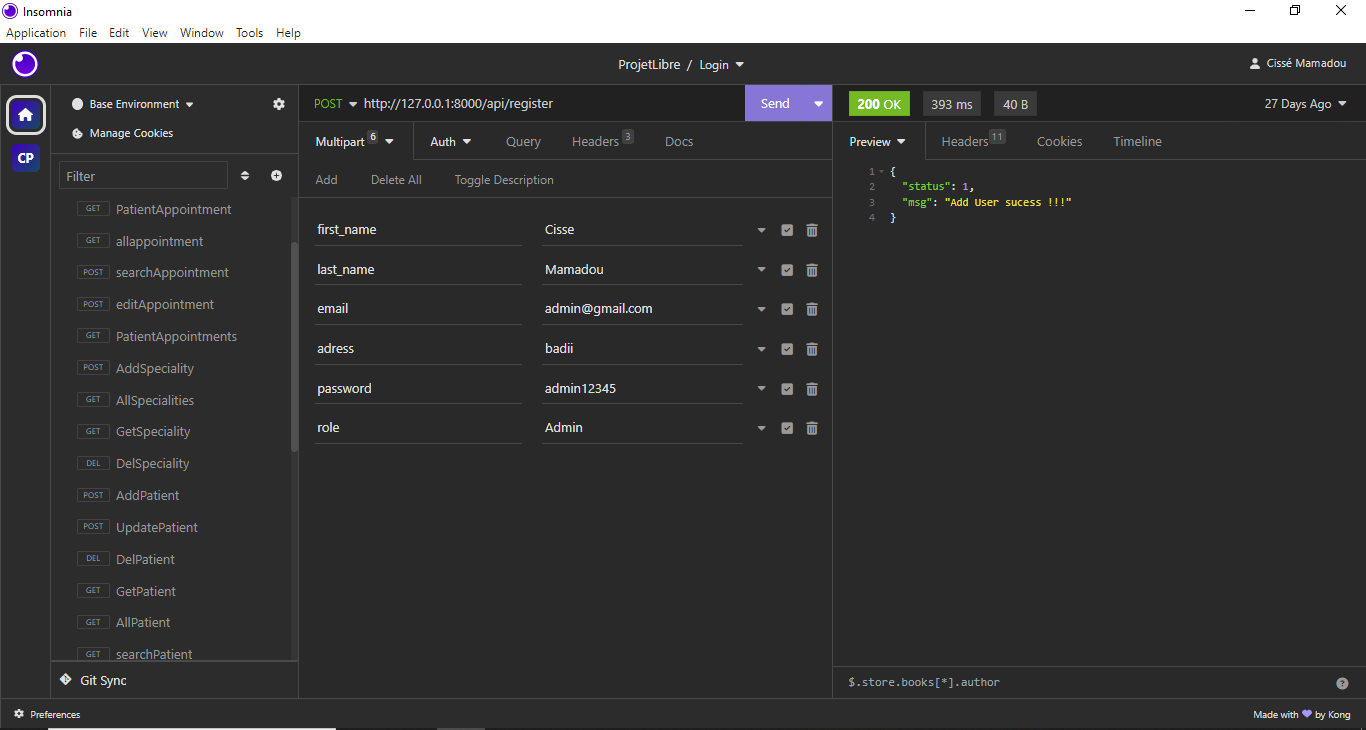 Insomnia
Application File Edit View Window Tools Help
ProjetLibre / Login
Cissé Mamadou
Base Environment
Manage Cookies
CP
Filter
GET PatientAppointment
GET allappointment
POST searchAppointment
POST editAppointment
GET PatientAppointments
POST AddSpeciality
GET AllSpecialities
GET GetSpeciality
DEL DelSpeciality
POST AddPatient
POST UpdatePatient
DEL DelPatient
GET GetPatient
GET AllPatient
GET searchPatient
Git Sync
POST http://127.0.0.1:8000/api/register Send
Multipart 6 Auth Query Headers 3 Docs
Add Delete All Toggle Description
first_name Cisse
last_name Mamadou
email admin@gmail.com
adress badii
password admin12345
role Admin
200 OK 393 ms 40 B 27 Days Ago
Preview Headers 11 Cookies Timeline
1 {
2 "status": 1,
3 "msg": "Add User sucess !!!"
4 }
$.store.books[*].author
?
Preferences
Made with by Kong